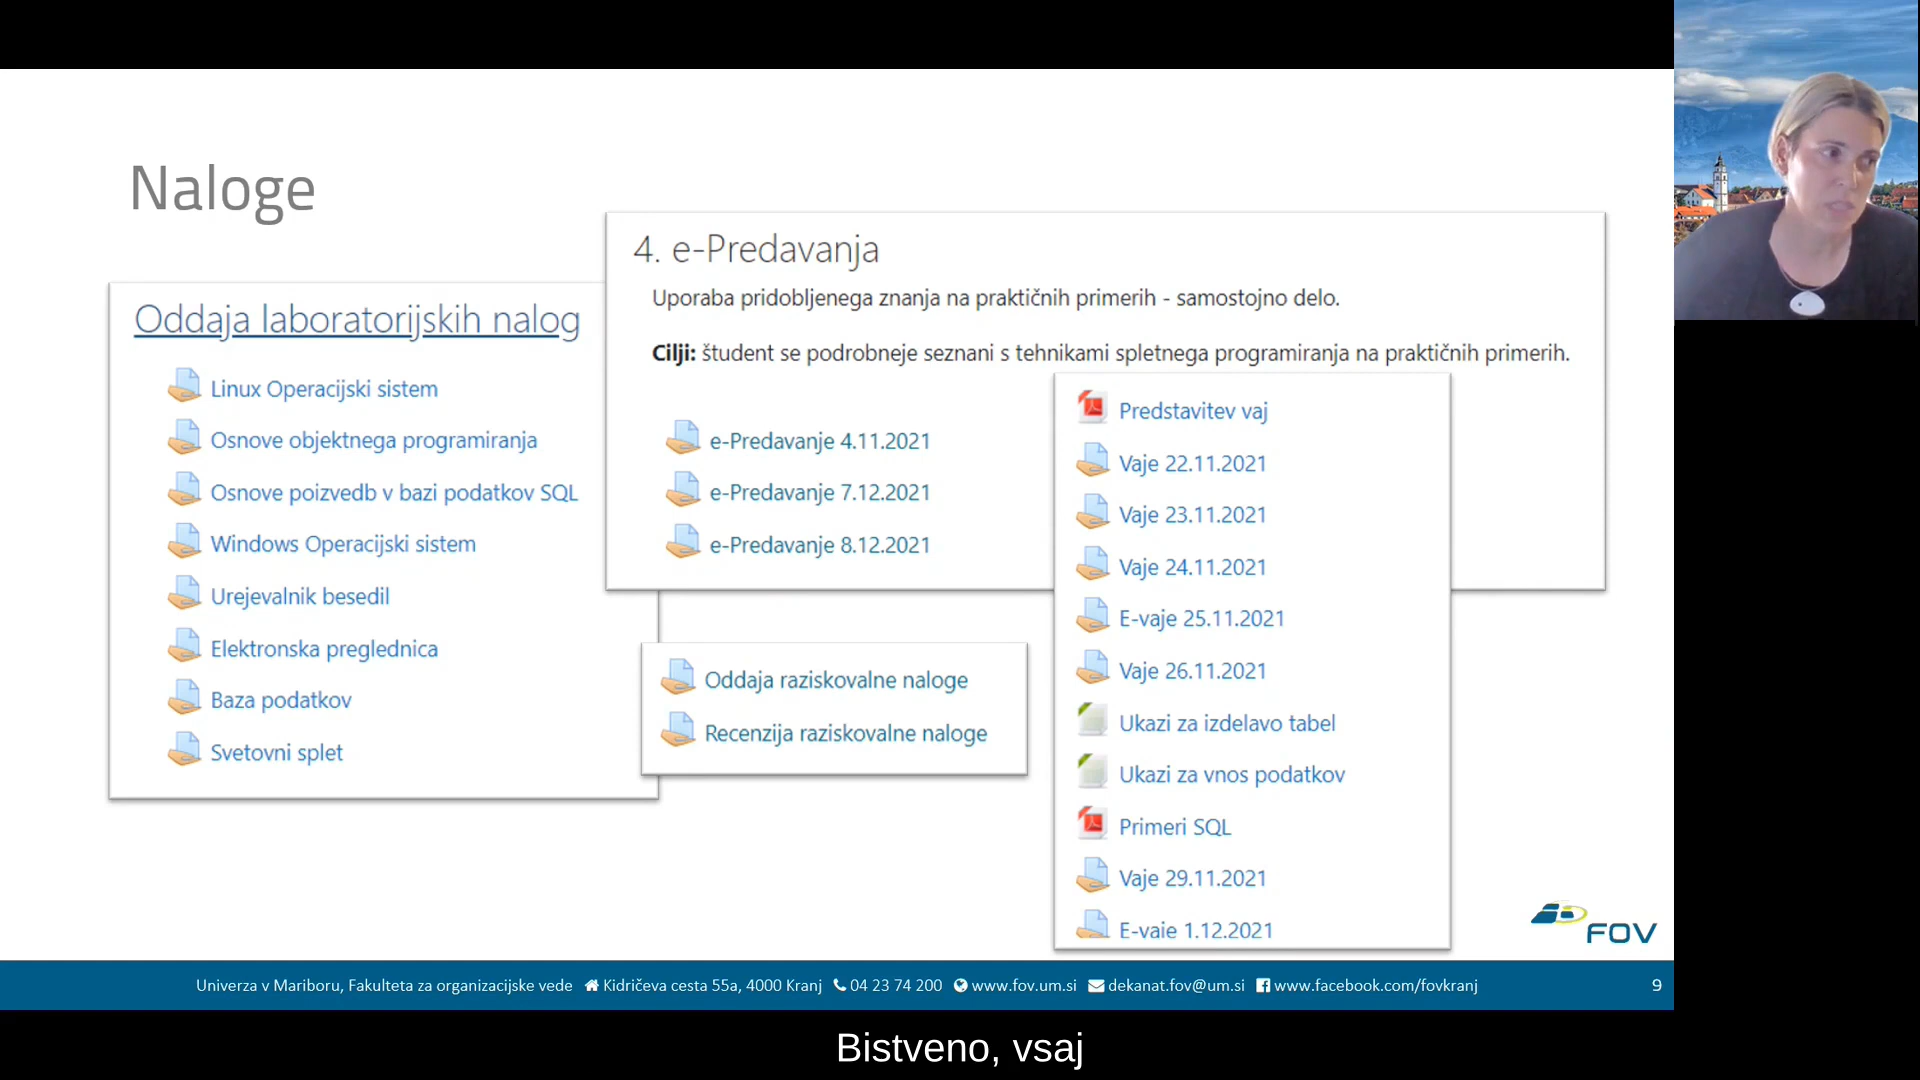 Naloge
Oddaja laboratorijskih nalog
Linux Operacijski sistem
Osnove objektnega programiranja
Osnove poizvedb v bazi podatkov SQL
Windows Operacijski sistem
Urejevalnik besedil
Elektronska preglednica
Baza podatkov
Svetovni splet
4. e-Predavanja
Uporaba pridobljenega znanja na praktičnih primerih - samostojno delo.
Cilji: študent se podrobneje seznani s tehnikami spletnega programiranja na praktičnih primerih.
e-Predavanje 4.11.2021
e-Predavanje 7.12.2021
e-Predavanje 8.12.2021
Oddaja raziskovalne naloge
Recenzija raziskovalne naloge
Predstavitev vaj
Vaje 22.11.2021
Vaje 23.11.2021
Vaje 24.11.2021
E-vaje 25.11.2021
Vaje 26.11.2021
Ukazi za izdelavo tabel
Ukazi za vnos podatkov
Primeri SQL
Vaje 29.11.2021
E-vaje 1.12.2021
FOV
Univerza v Mariboru, Fakulteta za organizacijske vede Kidričeva cesta 55a, 4000 Kranj 04 23 74 200 www.fov.um.si dekanat.fov@um.si www.facebook.com/fovkranj 9
Bistveno, vsaj